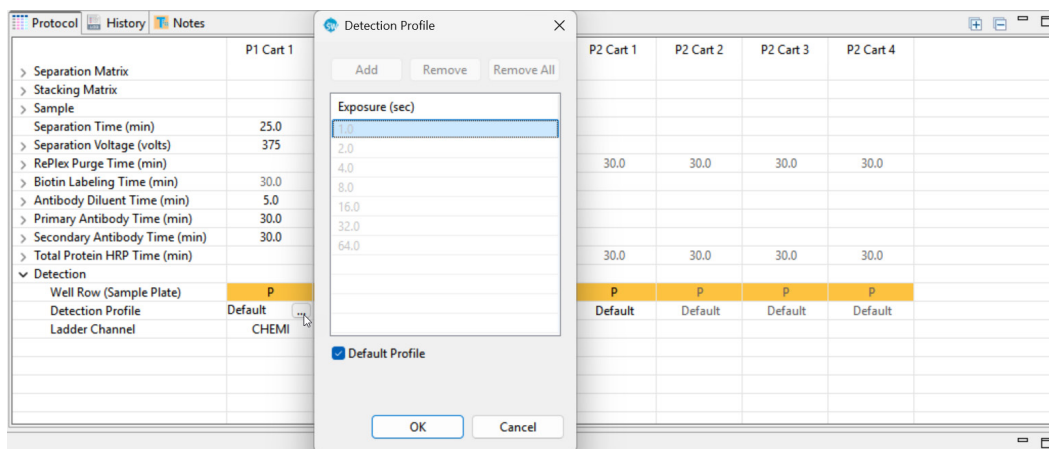 Protocol History Notes
P1 Cart 1 P2 Cart 1 P2 Cart 2 P2 Cart 3 P2 Cart 4
Separation Matrix
Stacking Matrix
Sample
Separation Time (min) 25.0
Separation Voltage (volts) 375
RePlex Purge Time (min) 30.0 30.0 30.0 30.0
Biotin Labeling Time (min) 30.0
Antibody Diluent Time (min) 5.0
Primary Antibody Time (min) 30.0
Secondary Antibody Time (min) 30.0
Total Protein HRP Time (min) 30.0 30.0 30.0 30.0
Detection
Well Row (Sample Plate) P P P P P
Detection Profile Default ... Default Default Default Default
Ladder Channel CHEMI
SW Detection Profile
Add Remove Remove All
Exposure (sec)
1.0
2.0
4.0
8.0
16.0
32.0
64.0
Default Profile
OK Cancel